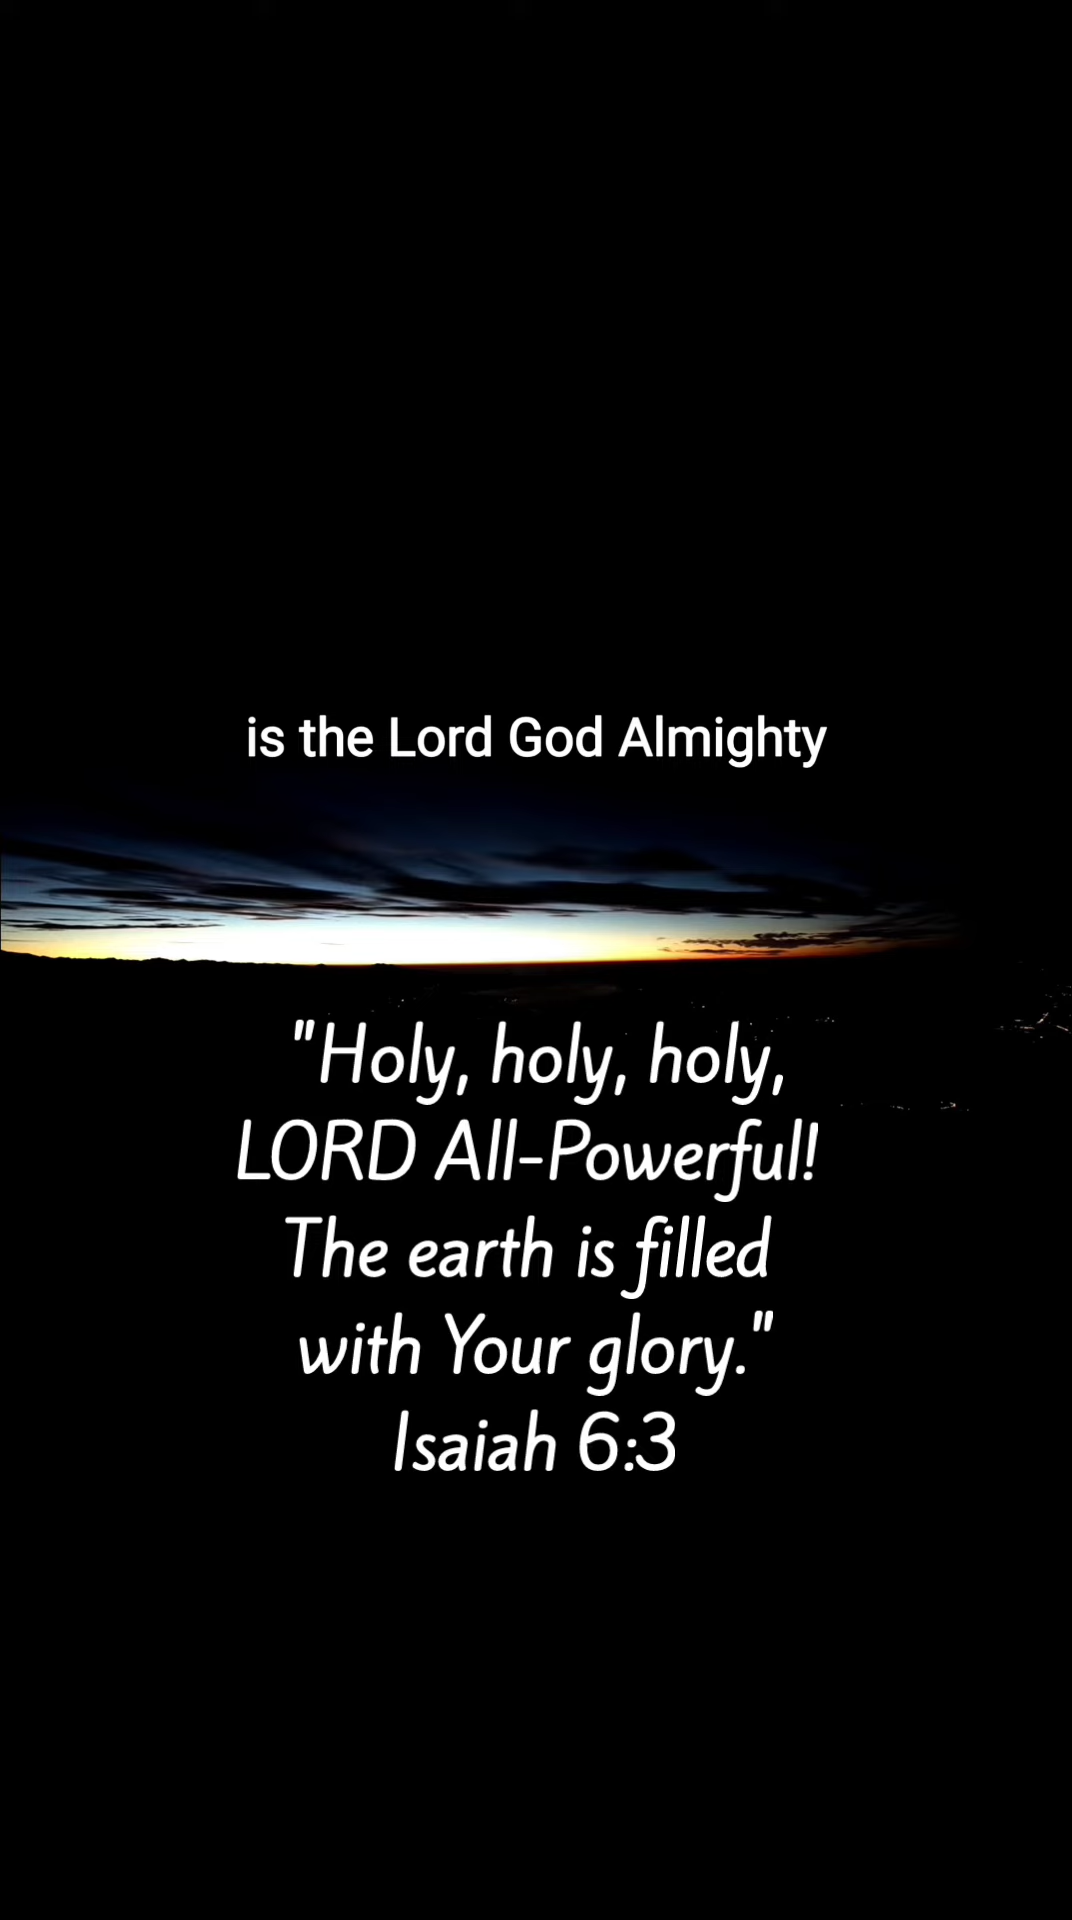 is the Lord God Almighty
"Holy, holy, holy,
LORD All-Powerful!
The earth is filled
with Your glory."
Isaiah 6:3